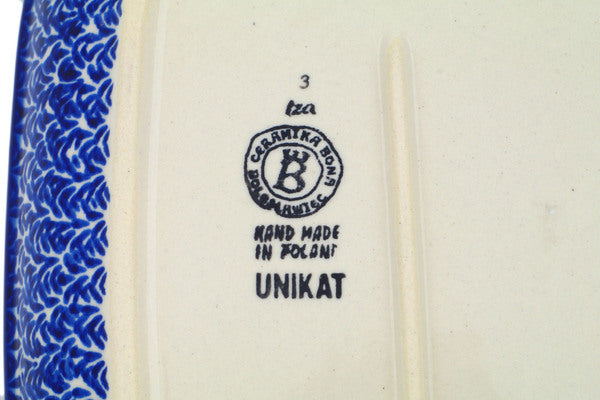 3
Iza
CERAMIKA BONA
BOLESŁAWIEC
B
HAND MADE
IN POLAND
UNIKAT